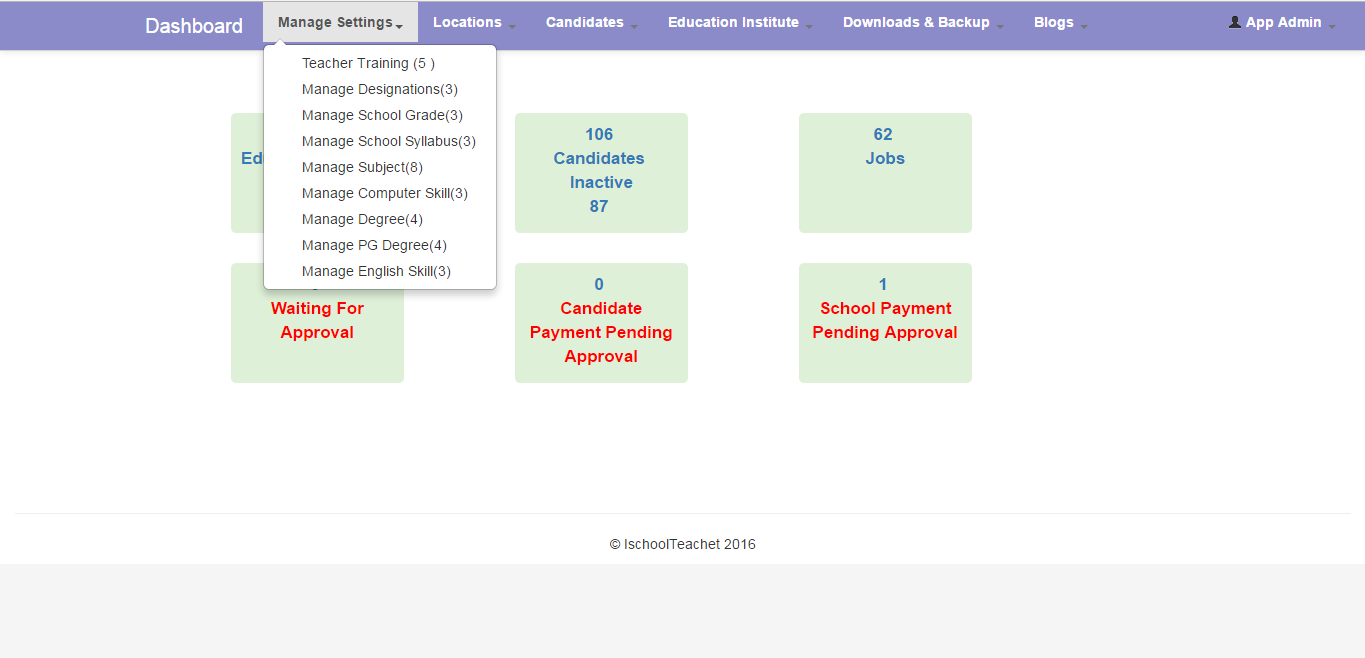 Dashboard
Manage Settings
Locations
Candidates
Education Institute
Downloads & Backup
Blogs
App Admin
Teacher Training (5 )
Manage Designations(3)
Manage School Grade(3)
Manage School Syllabus(3)
Manage Subject(8)
Manage Computer Skill(3)
Manage Degree(4)
Manage PG Degree(4)
Manage English Skill(3)
106
Candidates
Inactive
87
62
Jobs
Waiting For
Approval
0
Candidate
Payment Pending
Approval
1
School Payment
Pending Approval
© IschoolTeachet 2016